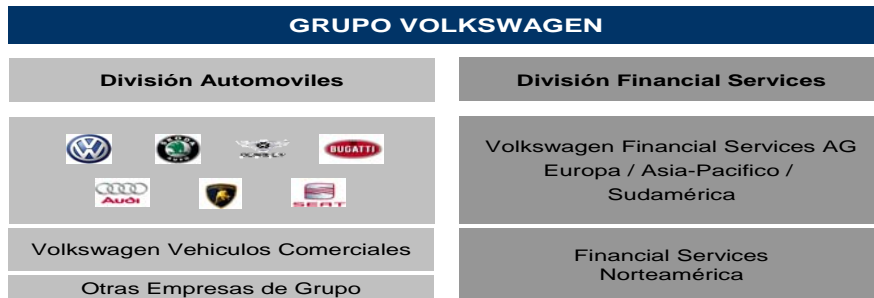 GRUPO VOLKSWAGEN
División Automoviles
División Financial Services
BUGATTI
Audi
SEAT
Volkswagen Financial Services AG
Europa / Asia-Pacifico /
Sudamérica
Volkswagen Vehiculos Comerciales
Otras Empresas de Grupo
Financial Services
Norteamérica